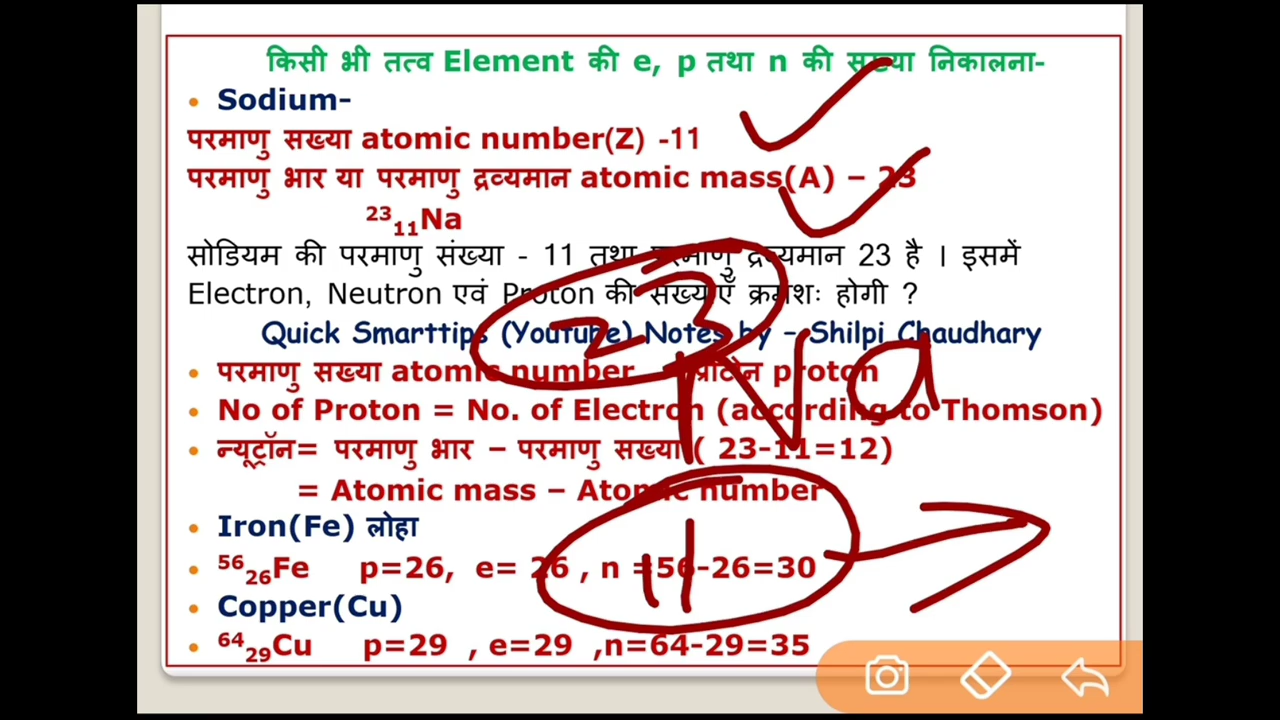 किसी भी तत्व Element की e, p तथा n की सख्या निकालना-
• Sodium-
परमाणु सख्या atomic number(Z) -11
परमाणु भार या परमाणु द्रव्यमान atomic mass(A) – 23
²³₁₁Na
सोडियम की परमाणु संख्या - 11 तथा परमाणु द्रव्यमान 23 है । इसमें
Electron, Neutron एवं Proton की संख्याएँ क्रमशः होगी ?
23
Quick Smarttips (Youtube) Notes by – Shilpi Chaudhary
• परमाणु सख्या atomic number प्रोटोन proton
Na
• No of Proton = No. of Electron (according to Thomson)
• न्यूट्रॉन= परमाणु भार – परमाणु सख्या ( 23-11=12)
= Atomic mass – Atomic number
• Iron(Fe) लोहा
11
• ⁵⁶₂₆Fe p=26, e= 26 , n =56-26=30
• Copper(Cu)
• ⁶⁴₂₉Cu p=29 , e=29 ,n=64-29=35